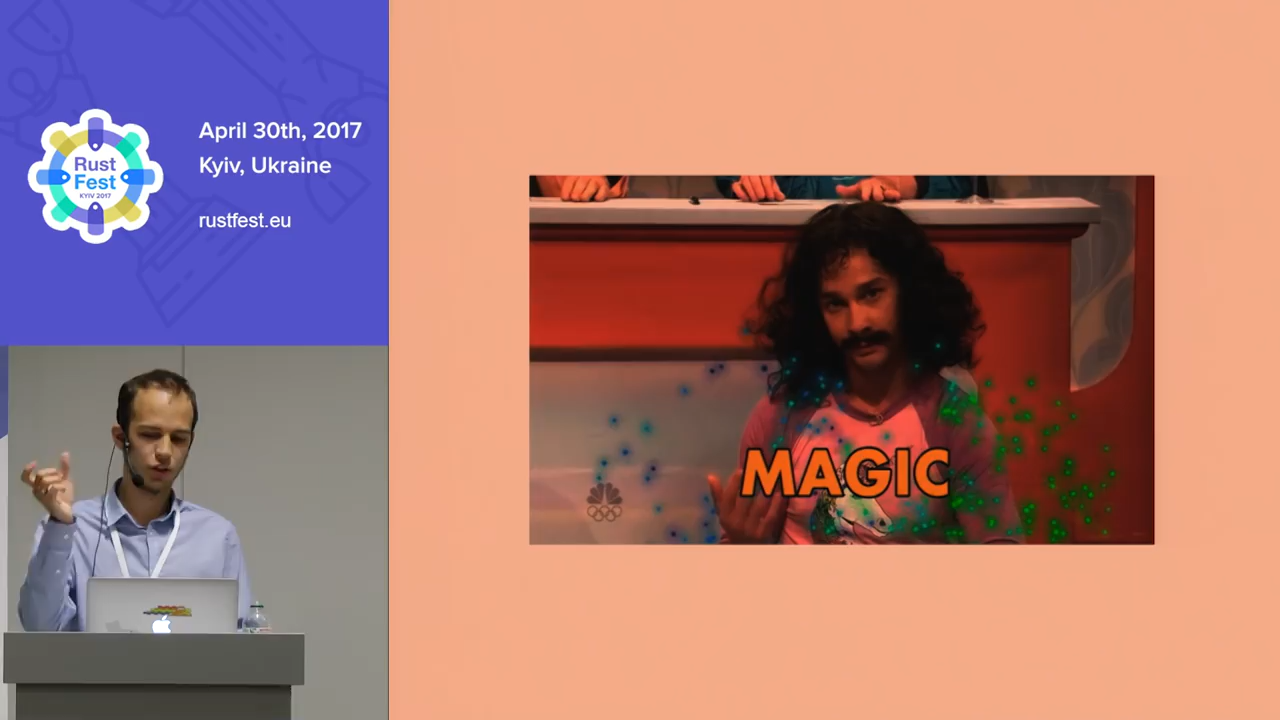 April 30th, 2017
Kyiv, Ukraine
rustfest.eu
Rust
Fest
KYIV 2017
MAGIC